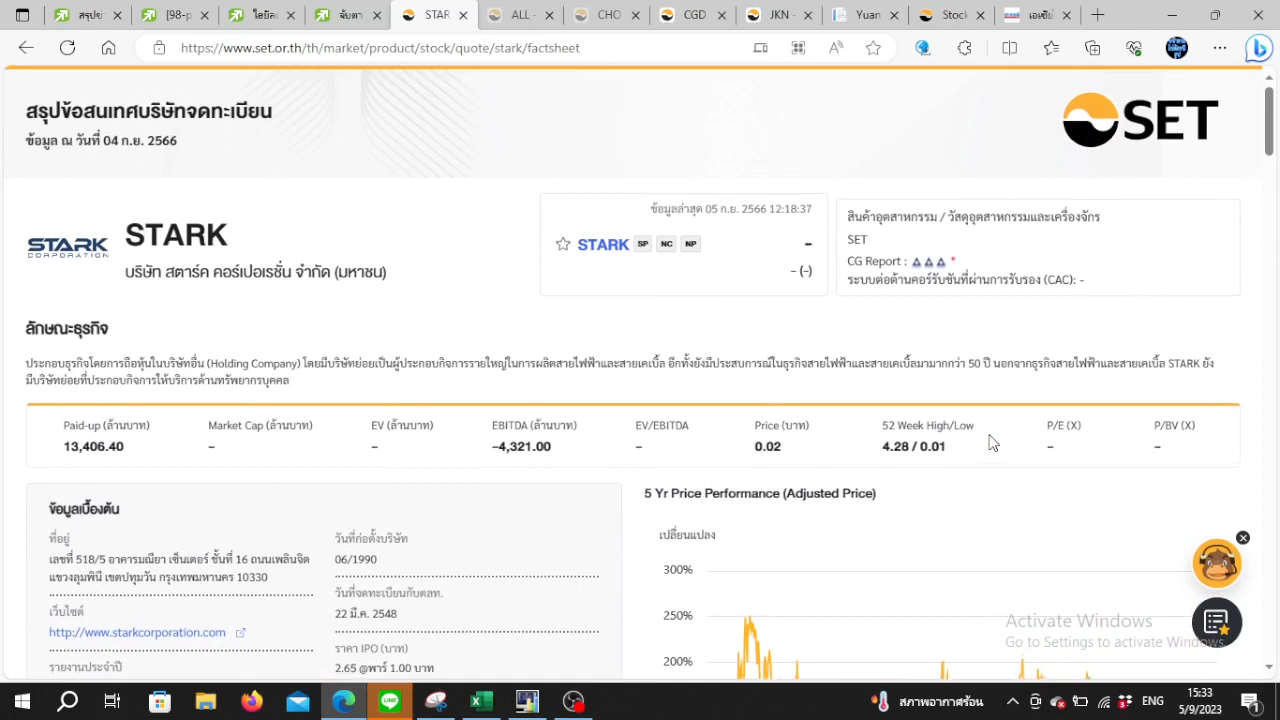 STAR
ALL -
CHO
CGD
JKN -
https://www.set.or.th/th/market/product/stock/quote/stark/factsheet
สรุปข้อสนเทศบริษัทจดทะเบียน
ข้อมูล ณ วันที่ 04 ก.ย. 2566
SET
STARK CORPORATION
STARK
บริษัท สตาร์ค คอร์เปอเรชั่น จำกัด (มหาชน)
ข้อมูลล่าสุด 05 ก.ย. 2566 12:18:37
STARK SP NC NP -
- (-)
สินค้าอุตสาหกรรม / วัสดุอุตสาหกรรมและเครื่องจักร
SET
CG Report : *
ระบบต่อต้านคอร์รัปชันที่ผ่านการรับรอง (CAC): -
ลักษณะธุรกิจ
ประกอบธุรกิจโดยการถือหุ้นในบริษัทอื่น (Holding Company) โดยมีบริษัทย่อยเป็นผู้ประกอบกิจการรายใหญ่ในการผลิตสายไฟฟ้าและสายเคเบิ้ล อีกทั้งยังมีประสบการณ์ในธุรกิจสายไฟฟ้าและสายเคเบิ้ลมามากกว่า 50 ปี นอกจากธุรกิจสายไฟฟ้าและสายเคเบิ้ล STARK ยัง
มีบริษัทย่อยที่ประกอบกิจการให้บริการด้านทรัพยากรบุคคล
Paid-up (ล้านบาท) Market Cap (ล้านบาท) EV (ล้านบาท) EBITDA (ล้านบาท) EV/EBITDA Price (บาท) 52 Week High/Low P/E (X) P/BV (X)
13,406.40 - - -4,321.00 - 0.02 4.28 / 0.01 - -
ข้อมูลเบื้องต้น
ที่อยู่
เลขที่ 518/5 อาคารมณียา เซ็นเตอร์ ชั้นที่ 16 ถนนเพลินจิต
แขวงลุมพินี เขตปทุมวัน กรุงเทพมหานคร 10330
เว็บไซต์
http://www.starkcorporation.com
รายงานประจำปี
วันที่ก่อตั้งบริษัท
06/1990
วันที่จดทะเบียนกับตลท.
22 มี.ค. 2548
ราคา IPO (บาท)
2.65 @พาร์ 1.00 บาท
5 Yr Price Performance (Adjusted Price)
เปลี่ยนแปลง
300%
250%
200%
Activate Windows
Go to Settings to activate Windows.
LINE
สภาพอากาศร้อน
ENG
15:33
5/9/2023
1